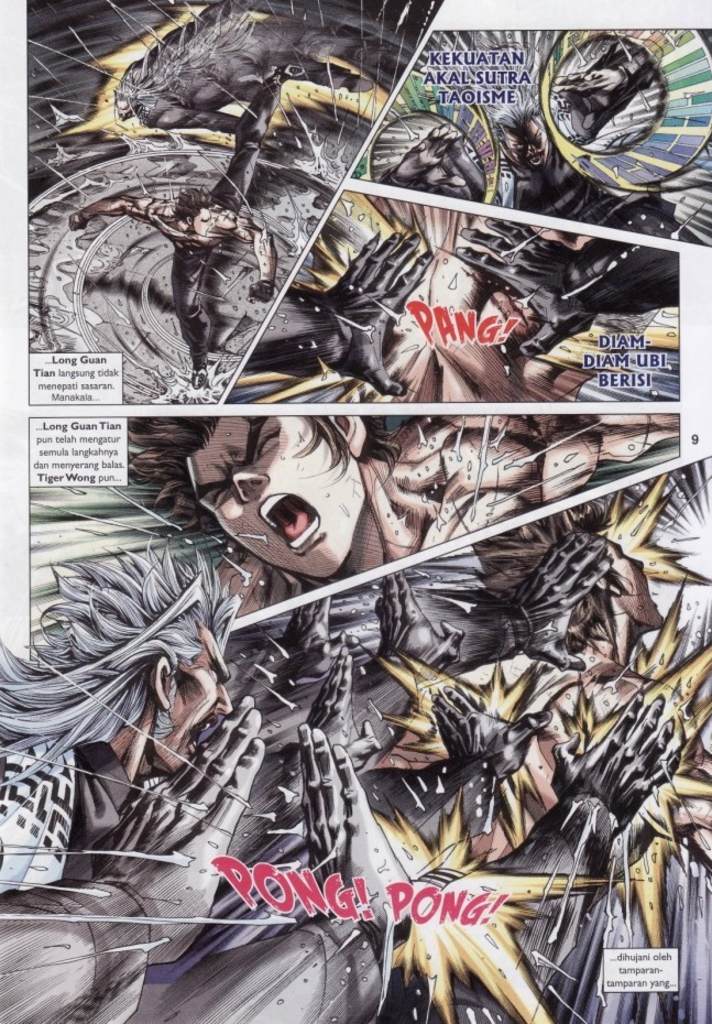 KEKUATAN
AKAL SUTRA
TAOISME
...Long Guan
Tian langsung tidak
menepati sasaran.
Manakala...
PANG!
DIAM-
DIAM UBI
BERISI
...Long Guan Tian
pun telah mengatur
semula langkahnya
dan menyerang balas.
Tiger Wong pun...
9
PONG! PONG!
...dihujani oleh
tamparan-
tamparan yang...